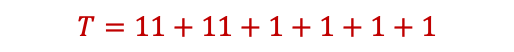 T = 11 + 11 + 1 + 1 + 1 + 1